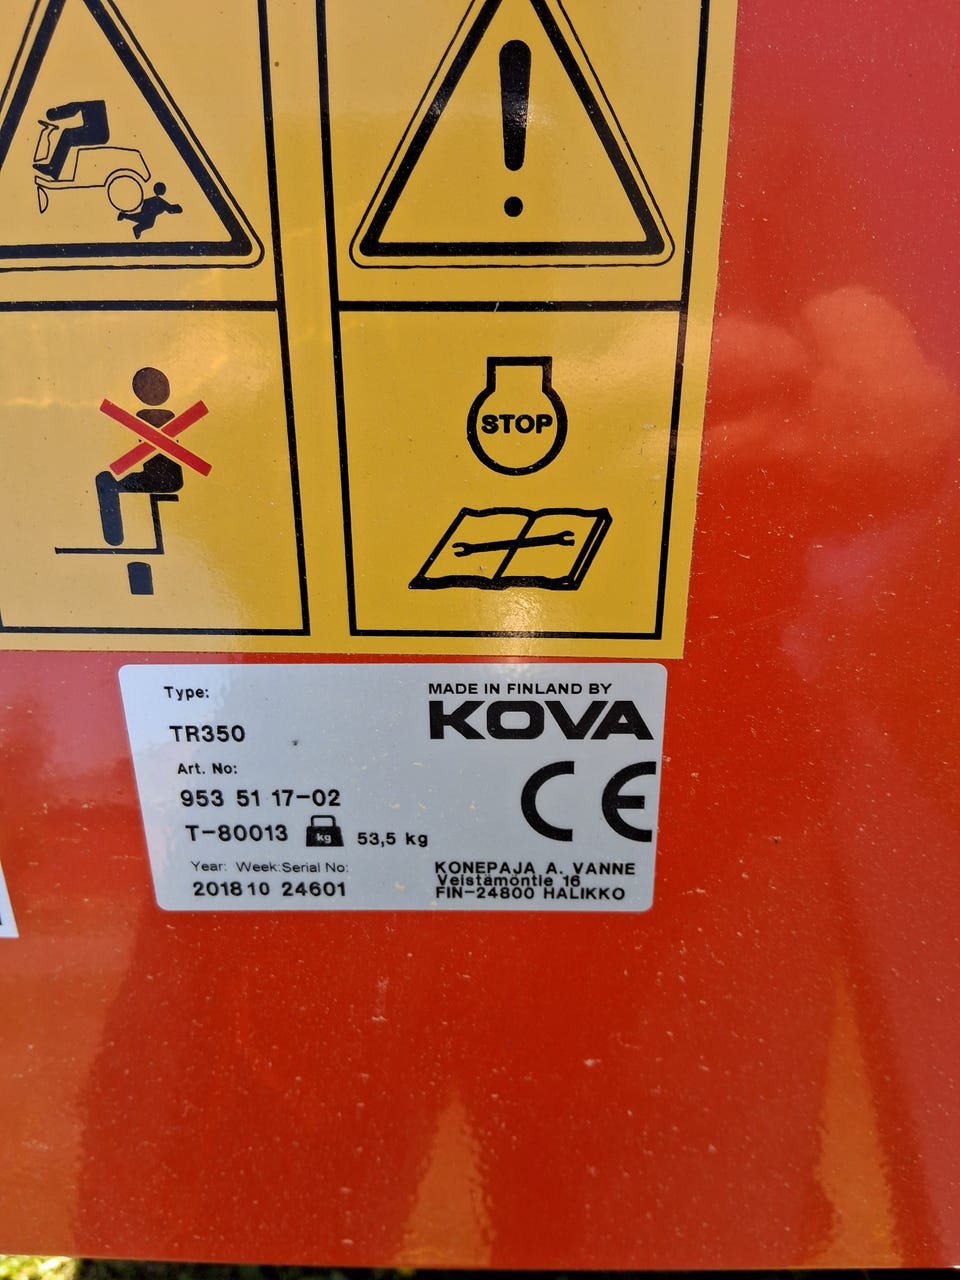 STOP
Type:
MADE IN FINLAND BY
KOVA
TR350
Art. No:
953 51 17-02
CE
T-80013 kg 53,5 kg
Year: Week: Serial No:
201810 24601
KONEPAJA A. VANNE
Veistämöntie 16
FIN-24800 HALIKKO